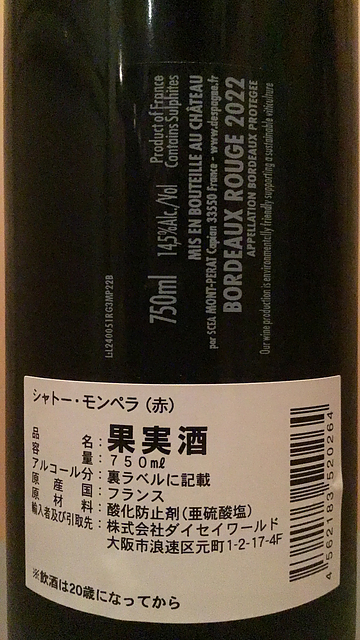 Product of France
Contains Sulphites
750ml 14,5%Alc./Vol
MIS EN BOUTEILLE AU CHÂTEAU
par SCEA MONT-PERAT Capian 33550 France - www.despagne.fr
BORDEAUX ROUGE 2022
APPELLATION BORDEAUX PROTEGEE
Our wine production is environmentally friendly supporting a sustainable viticulture
L:L240051RG3MP22B
シャトー・モンペラ（赤）
品名：果実酒
容量：750㎖
アルコール分：裏ラベルに記載
原産国：フランス
原材料：酸化防止剤（亜硫酸塩）
輸入者及び引取先：株式会社ダイセイワールド
大阪市浪速区元町1-2-17-4F
※飲酒は20歳になってから
4 562183 520264